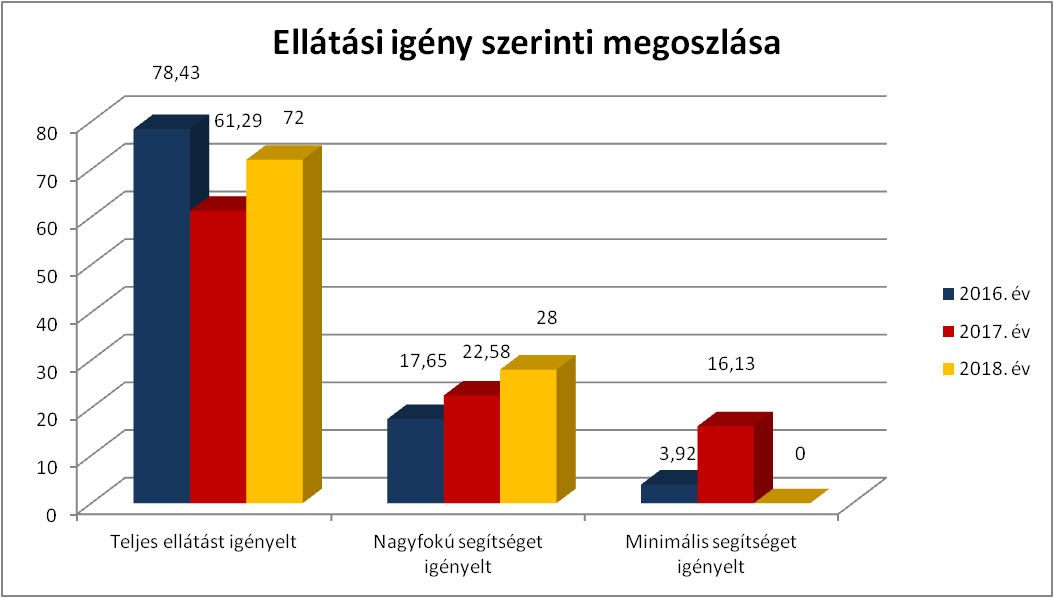 Ellátási igény szerinti megoszlása
78,43
61,29
72
80
70
60
50
40
30
20
10
0
17,65
22,58
28
3,92
16,13
0
Teljes ellátást igényelt
Nagyfokú segítséget
igényelt
Minimális segítséget
igényelt
2016. év
2017. év
2018. év